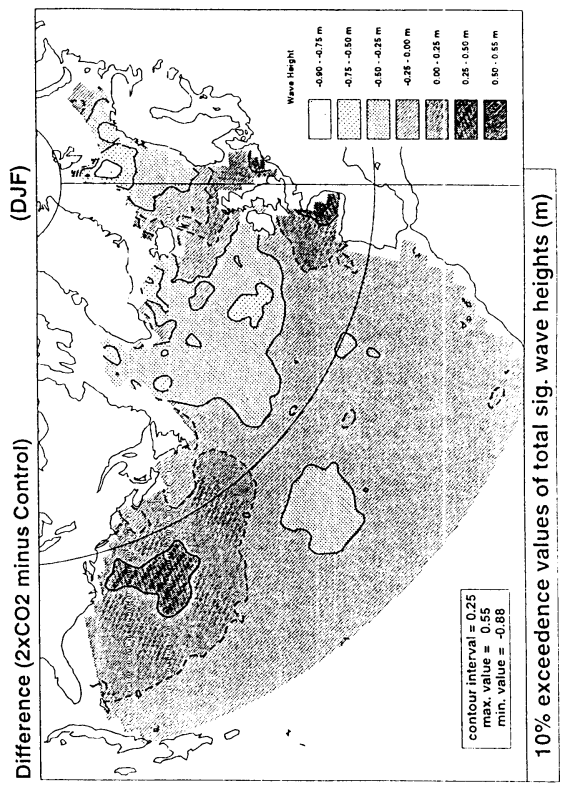 Difference (2xCO2 minus Control)
(DJF)
Wave Height
-0.90 - -0.75 m
-0.75 - -0.50 m
-0.50 - -0.25 m
-0.25 - 0.00 m
0.00 - 0.25 m
0.25 - 0.50 m
0.50 - 0.55 m
contour interval = 0.25
max. value = 0.55
min. value = -0.88
10% exceedence values of total sig. wave heights (m)